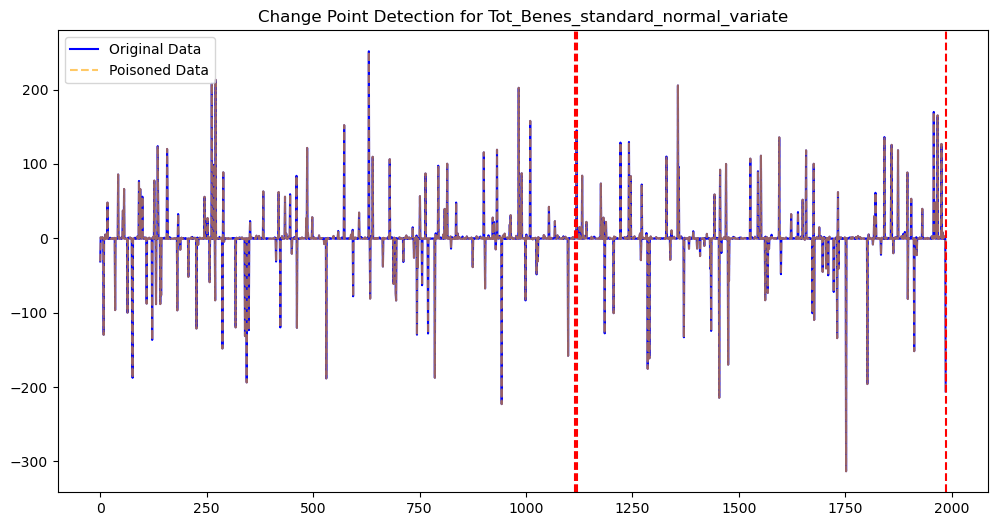 Change Point Detection for Tot_Benes_standard_normal_variate
Original Data
Poisoned Data
200
100
0
−100
−200
−300
0 250 500 750 1000 1250 1500 1750 2000